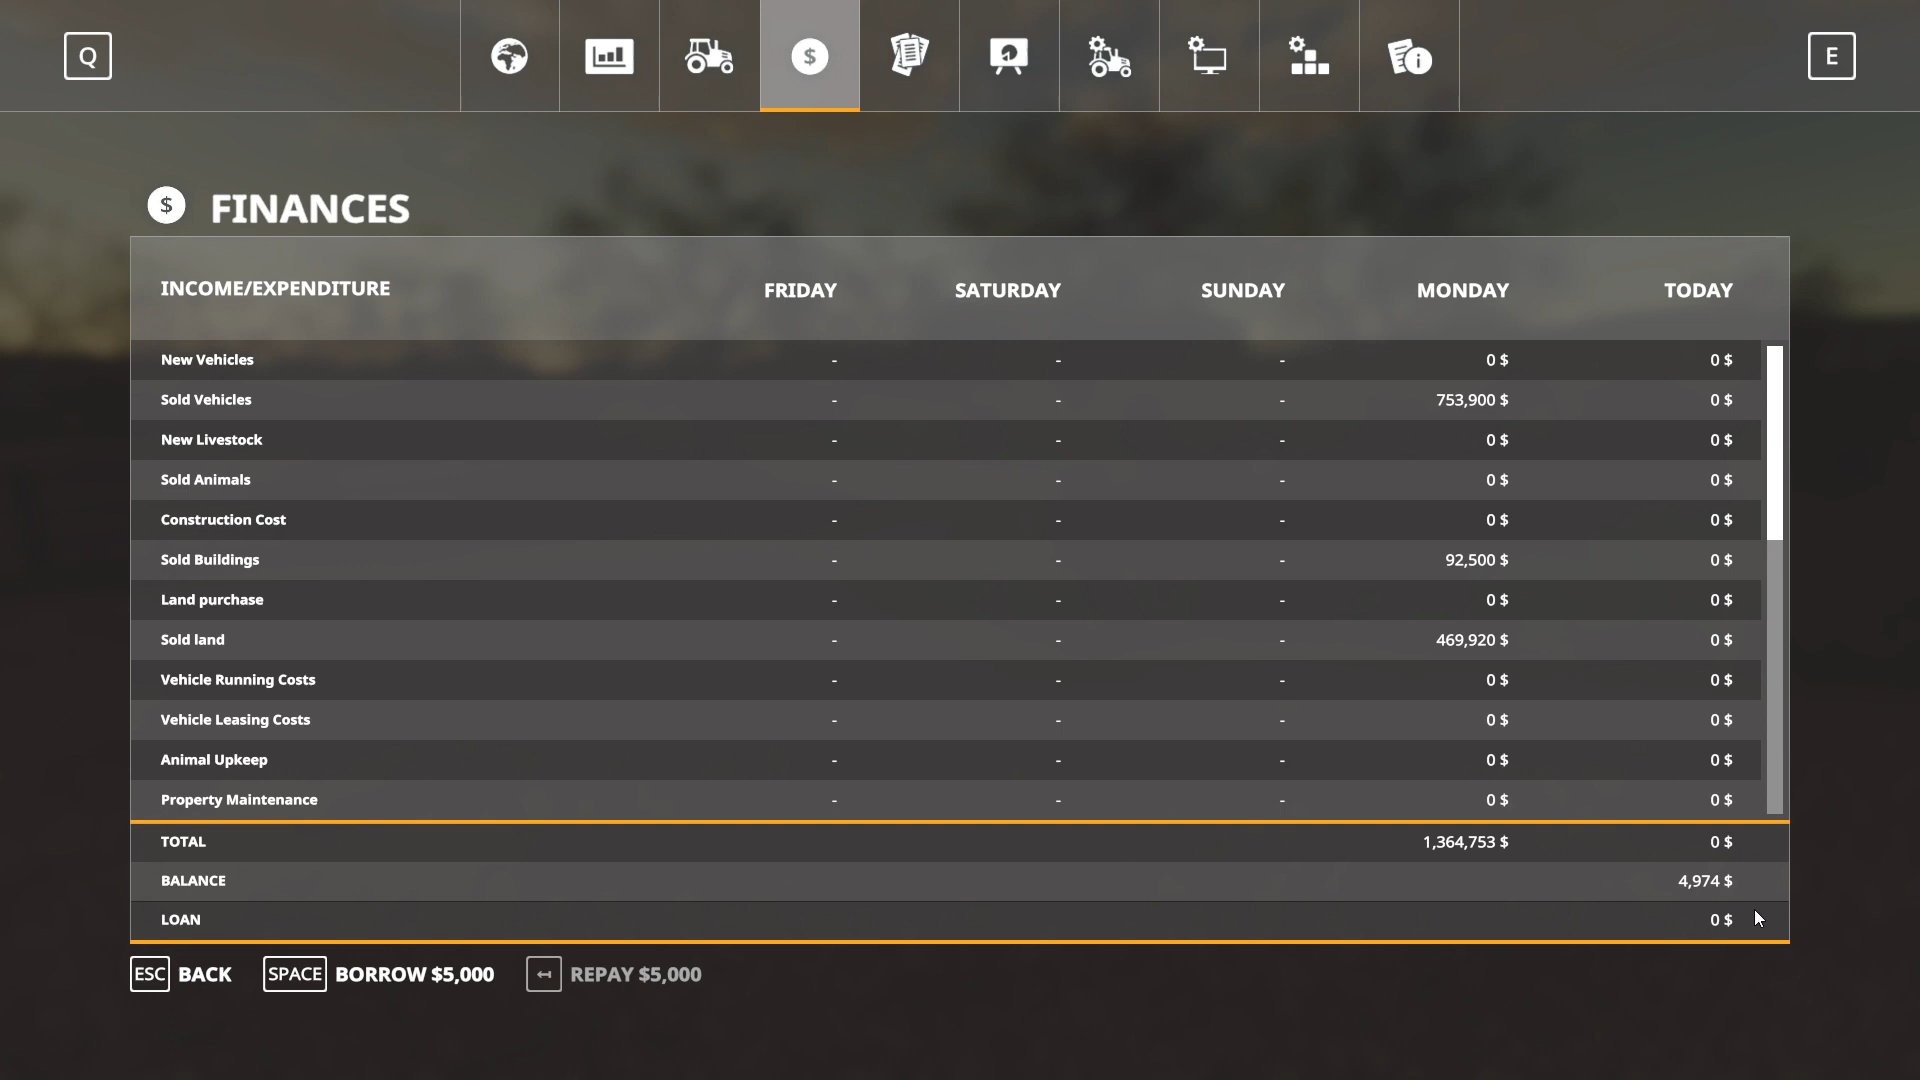 Q
E
FINANCES
INCOME/EXPENDITURE FRIDAY SATURDAY SUNDAY MONDAY TODAY
New Vehicles - - - 0 $ 0 $
Sold Vehicles - - - 753,900 $ 0 $
New Livestock - - - 0 $ 0 $
Sold Animals - - - 0 $ 0 $
Construction Cost - - - 0 $ 0 $
Sold Buildings - - - 92,500 $ 0 $
Land purchase - - - 0 $ 0 $
Sold land - - - 469,920 $ 0 $
Vehicle Running Costs - - - 0 $ 0 $
Vehicle Leasing Costs - - - 0 $ 0 $
Animal Upkeep - - - 0 $ 0 $
Property Maintenance - - - 0 $ 0 $
TOTAL 1,364,753 $ 0 $
BALANCE 4,974 $
LOAN 0 $
ESC BACK SPACE BORROW $5,000 REPAY $5,000